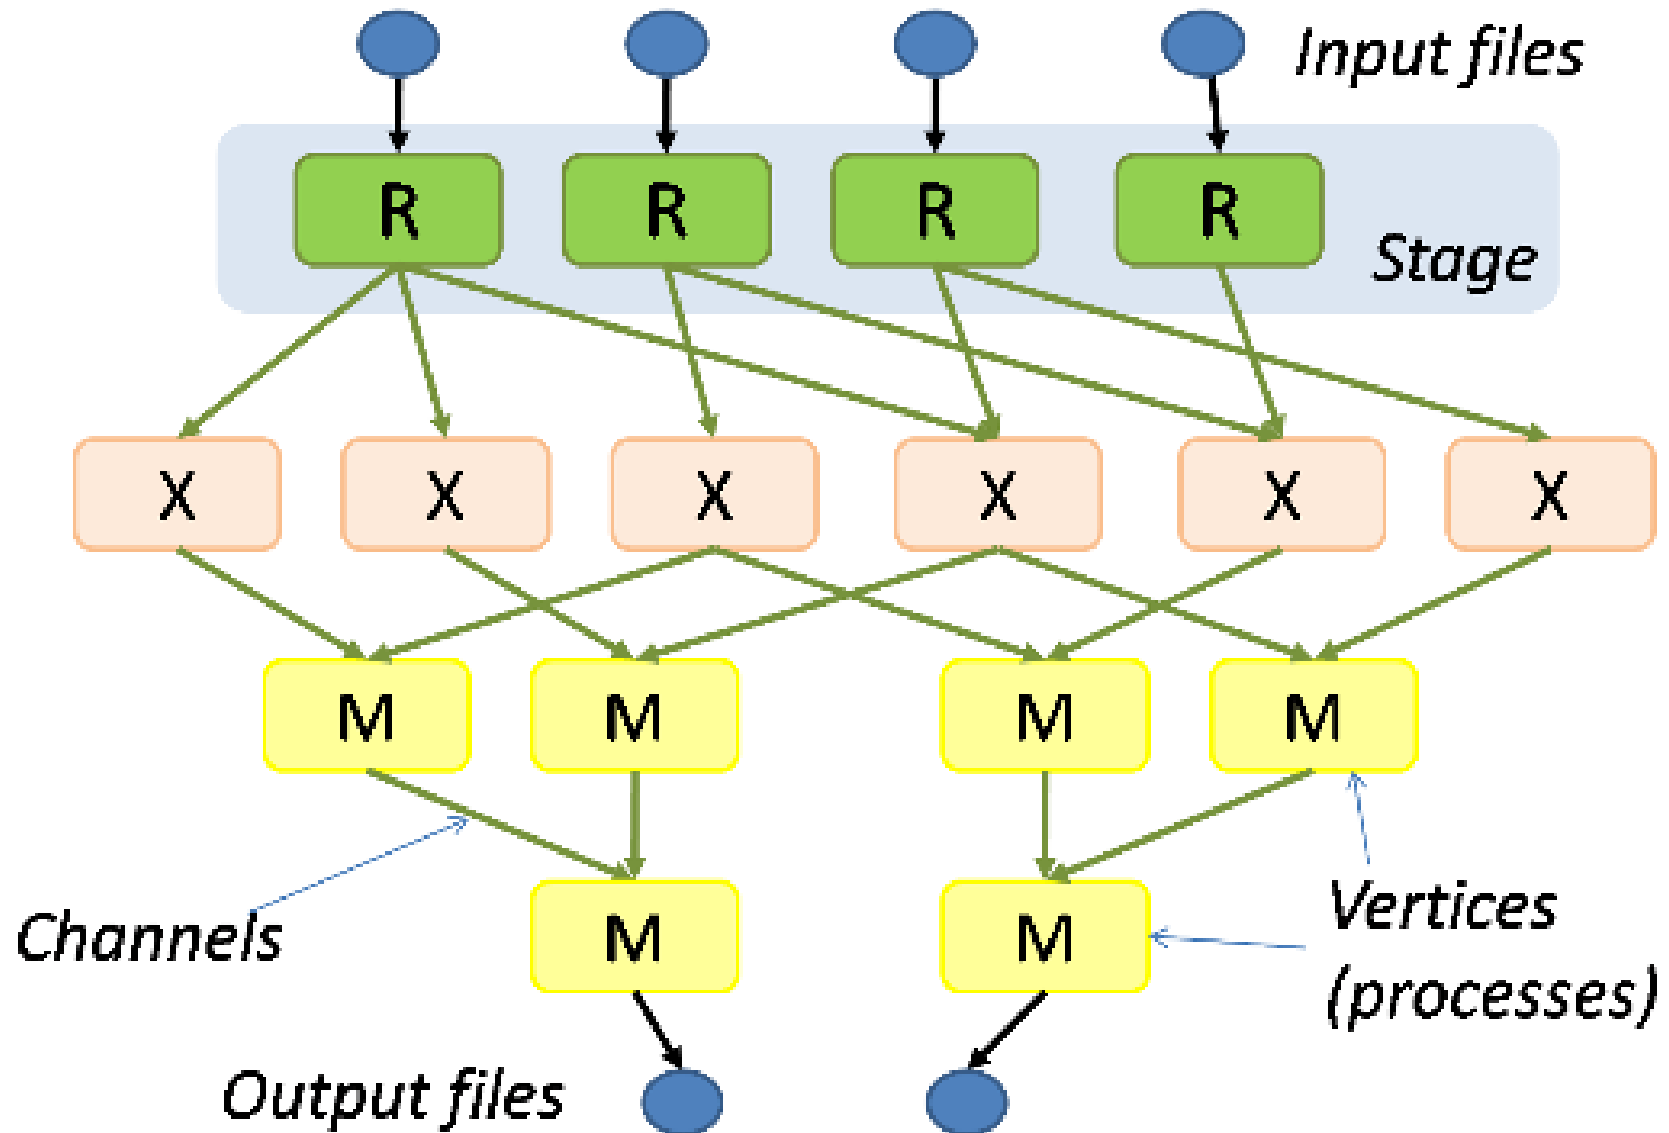 Input files
R R R R
Stage
X X X X X X
M M M M
Channels
M M
Vertices
(processes)
Output files